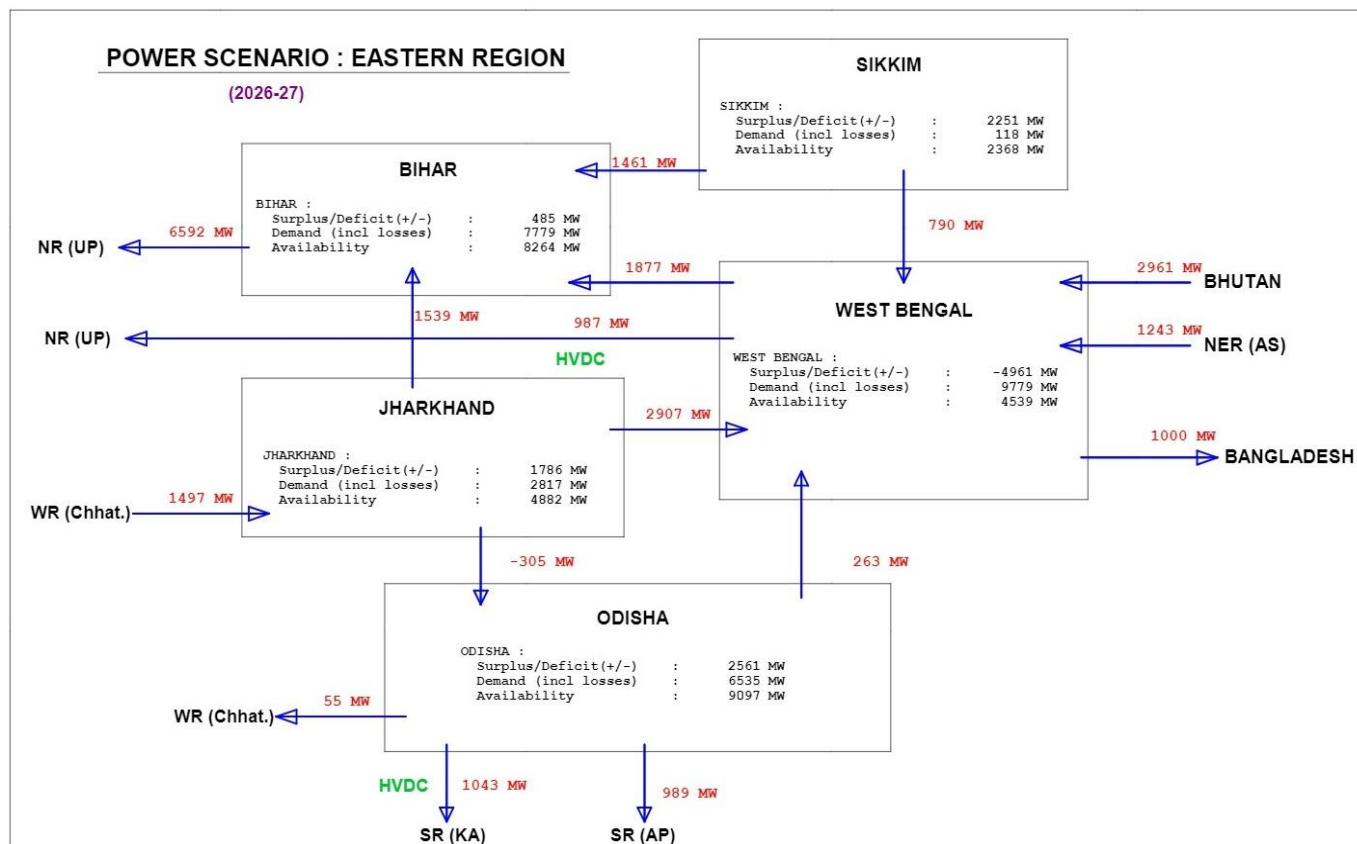 POWER SCENARIO : EASTERN REGION
(2026-27)
SIKKIM
SIKKIM :
Surplus/Deficit(+/-) : 2251 MW
Demand (incl losses) : 118 MW
Availability : 2368 MW
1461 MW
790 MW
BIHAR
BIHAR :
Surplus/Deficit(+/-) : 485 MW
Demand (incl losses) : 7779 MW
Availability : 8264 MW
6592 MW
NR (UP)
1877 MW
1539 MW
987 MW
NR (UP)
HVDC
WEST BENGAL
WEST BENGAL :
Surplus/Deficit(+/-) : -4961 MW
Demand (incl losses) : 9779 MW
Availability : 4539 MW
2961 MW
BHUTAN
1243 MW
NER (AS)
1000 MW
BANGLADESH
JHARKHAND
JHARKHAND :
Surplus/Deficit(+/-) : 1786 MW
Demand (incl losses) : 2817 MW
Availability : 4882 MW
2907 MW
1497 MW
WR (Chhat.)
-305 MW
263 MW
ODISHA
ODISHA :
Surplus/Deficit(+/-) : 2561 MW
Demand (incl losses) : 6535 MW
Availability : 9097 MW
55 MW
WR (Chhat.)
HVDC
1043 MW
989 MW
SR (KA)
SR (AP)